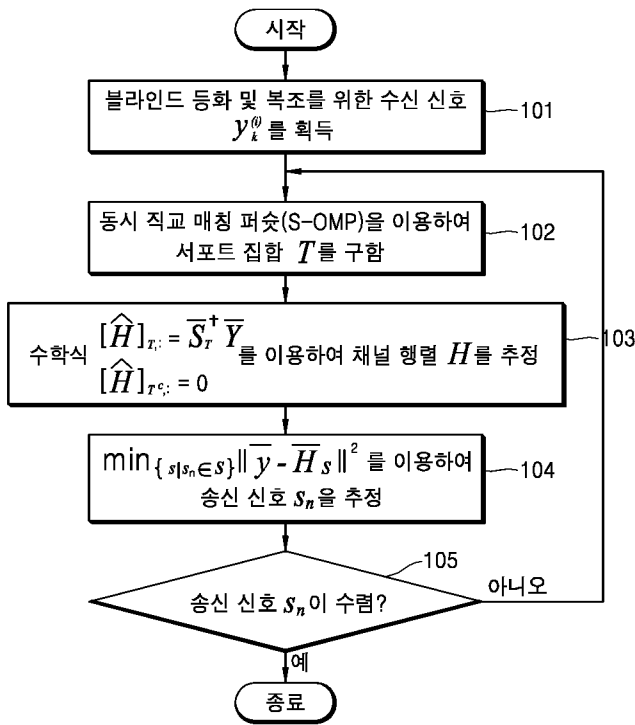 시작
블라인드 등화 및 복조를 위한 수신 신호
y_k^{(i)}를 획득
101
동시 직교 매칭 퍼슛(S-OMP)을 이용하여
서포트 집합 T를 구함
102
수학식 [Ĥ]_{T,:} = S̅_T^† Y̅ 를 이용하여 채널 행렬 H를 추정
[Ĥ]_{T^c,:} = 0
103
min_{{s|s_n∈S}}‖y̅ - H̅s‖² 를 이용하여
송신 신호 s_n을 추정
104
105
송신 신호 s_n이 수렴?
아니오
예
종료